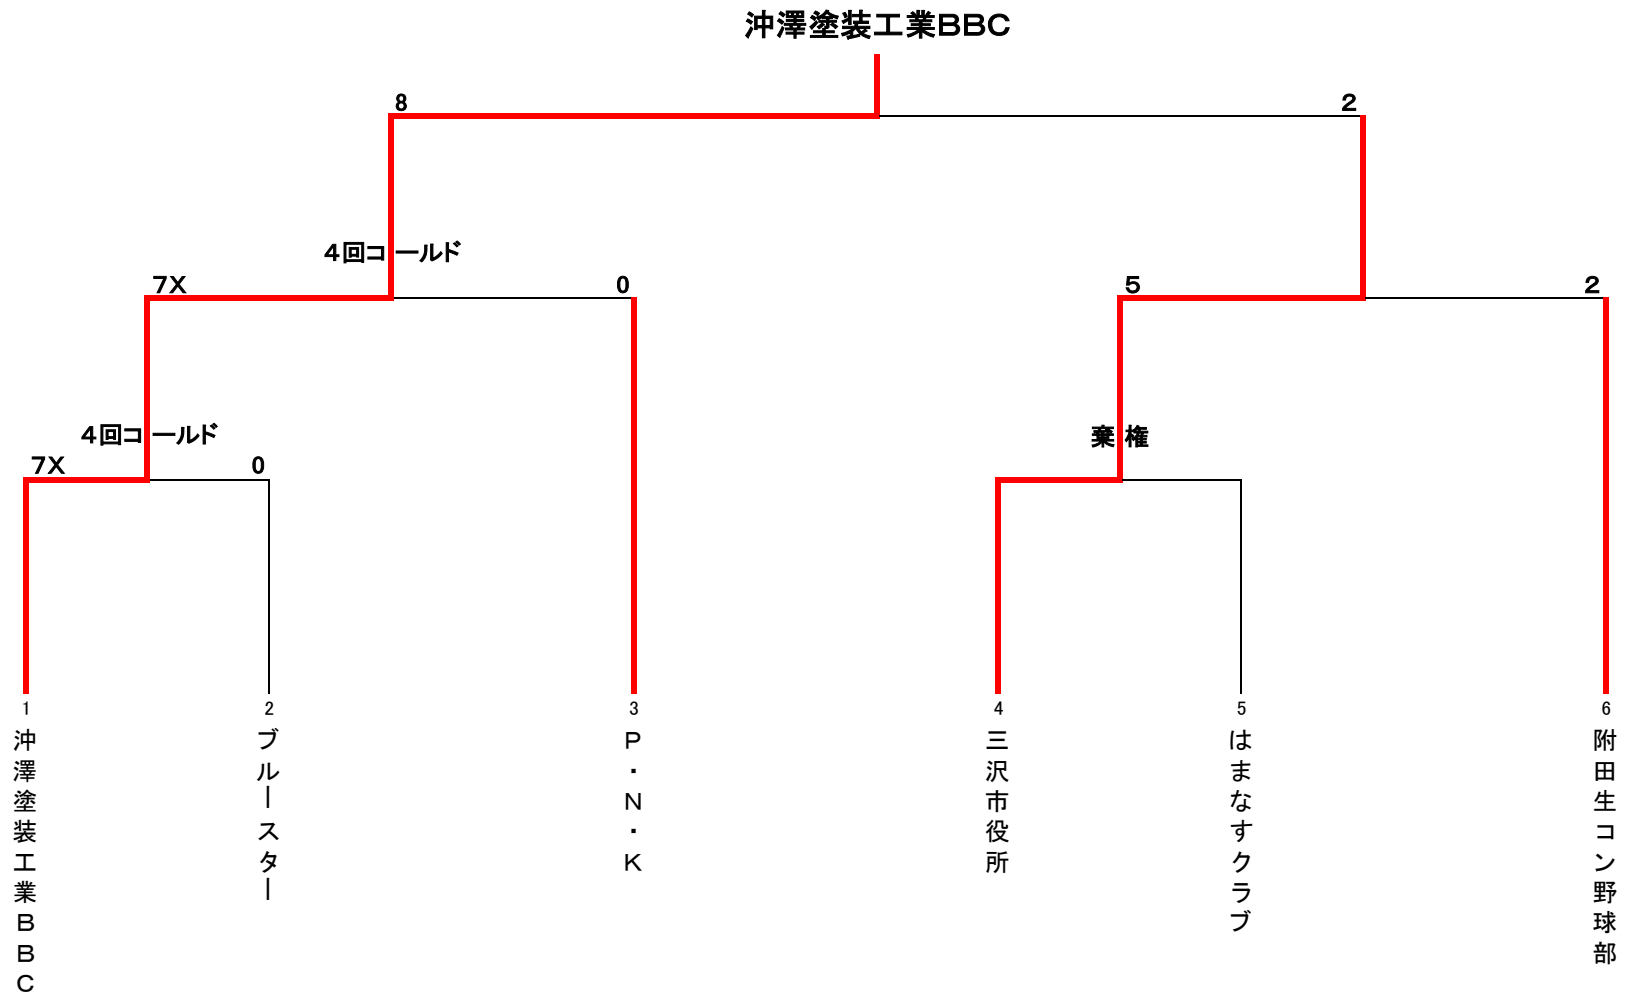 沖澤塗装工業BBC
8
2
4回コールド
7X
0
5
2
4回コールド
棄権
7X
0
1
2
3
4
5
6
沖澤塗装工業BBC
ブルースター
P・N・K
三沢市役所
はまなすクラブ
附田生コン野球部